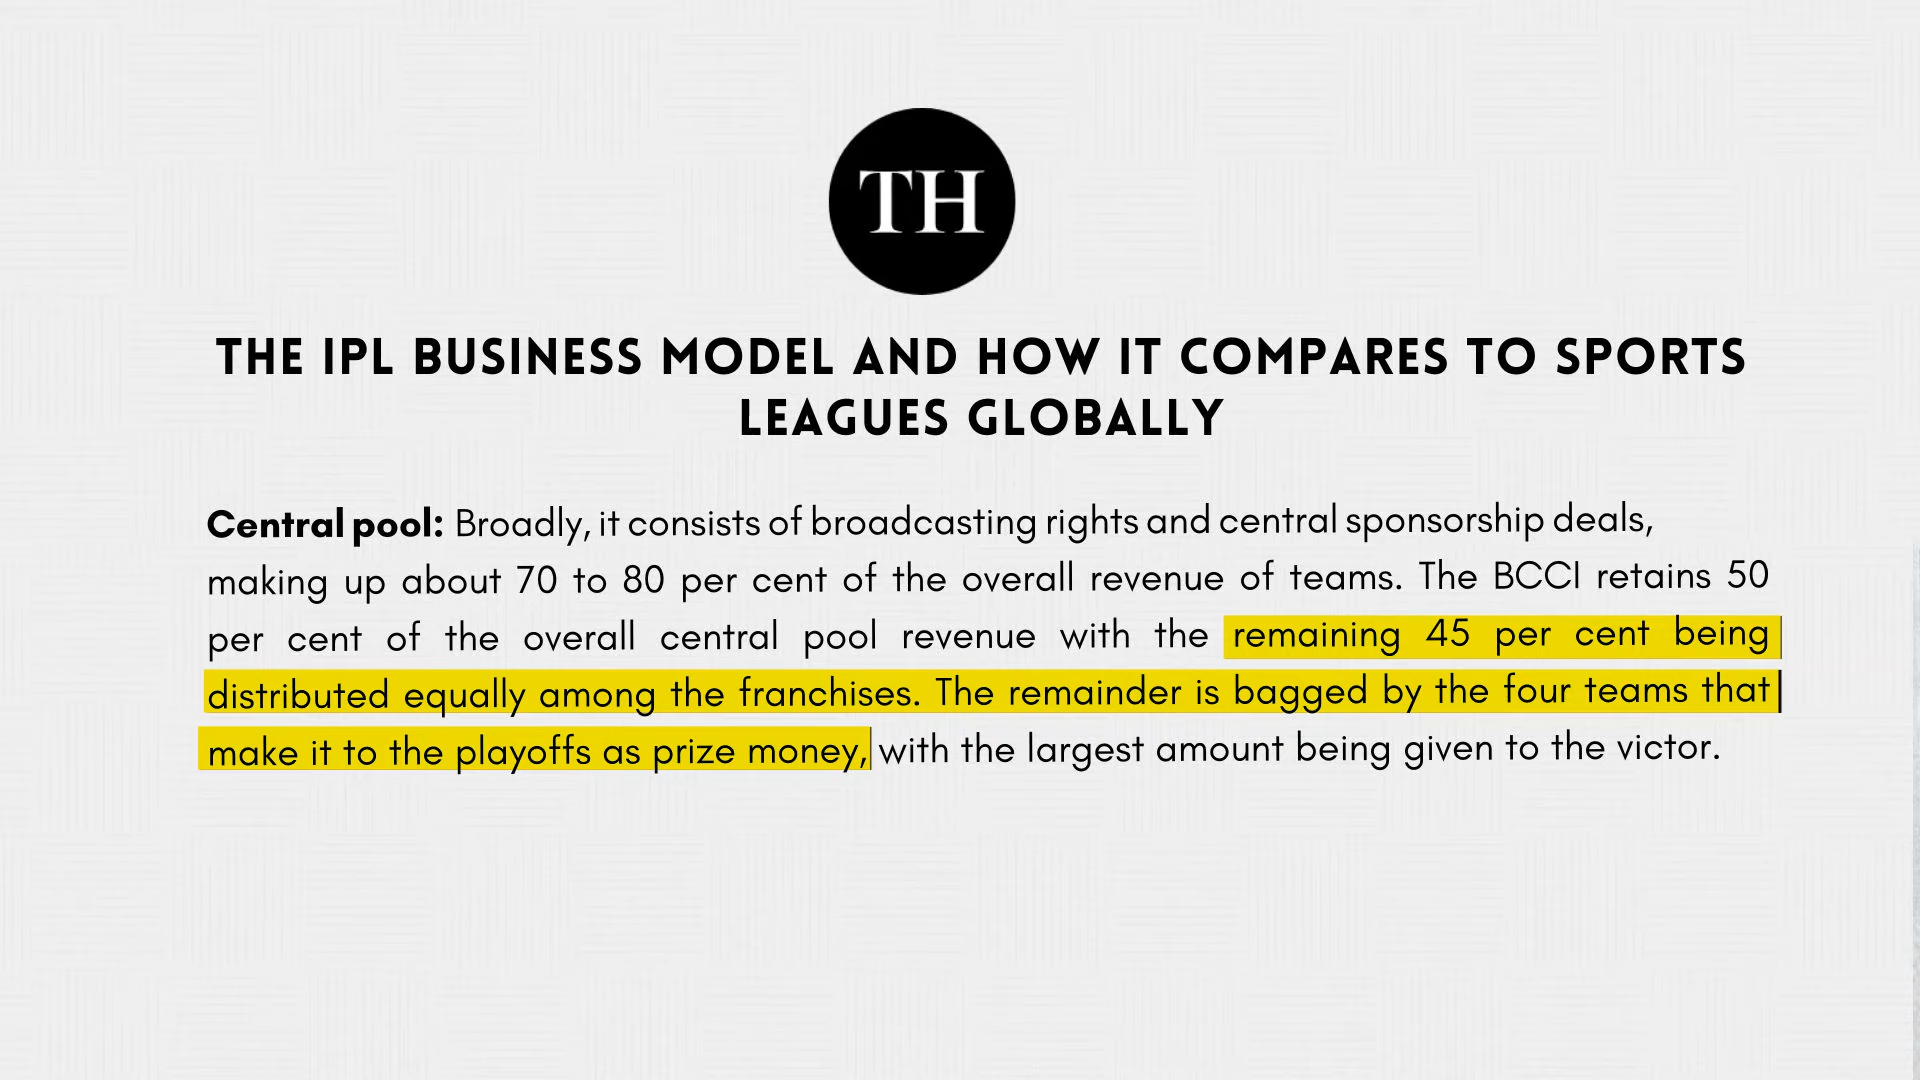 TH
THE IPL BUSINESS MODEL AND HOW IT COMPARES TO SPORTS
LEAGUES GLOBALLY
Central pool: Broadly, it consists of broadcasting rights and central sponsorship deals,
making up about 70 to 80 per cent of the overall revenue of teams. The BCCI retains 50
per cent of the overall central pool revenue with the remaining 45 per cent being
distributed equally among the franchises. The remainder is bagged by the four teams that
make it to the playoffs as prize money, with the largest amount being given to the victor.